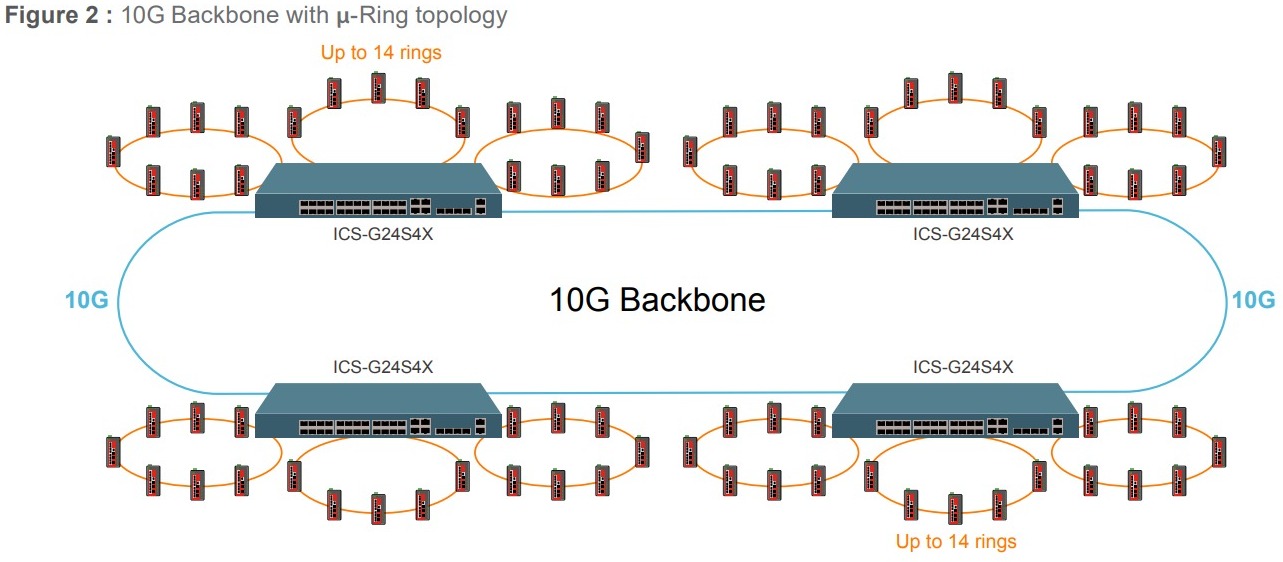 Figure 2 : 10G Backbone with µ-Ring topology
Up to 14 rings
ICS-G24S4X
ICS-G24S4X
10G
10G Backbone
10G
ICS-G24S4X
ICS-G24S4X
Up to 14 rings